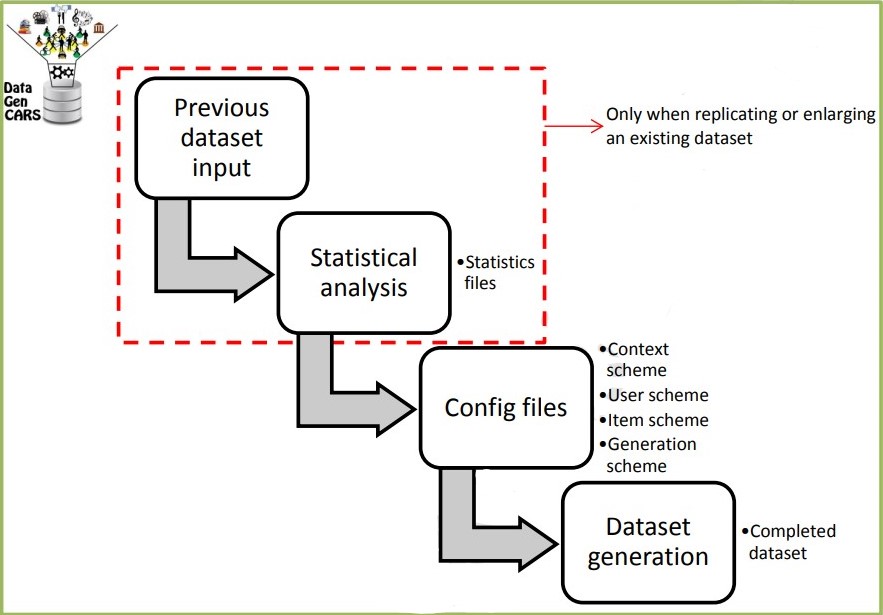 Data
Gen
CARS
Previous
dataset
input
Only when replicating or enlarging
an existing dataset
Statistical
analysis
•Statistics
files
Config files
•Context
scheme
•User scheme
•Item scheme
•Generation
scheme
Dataset
generation
•Completed
dataset